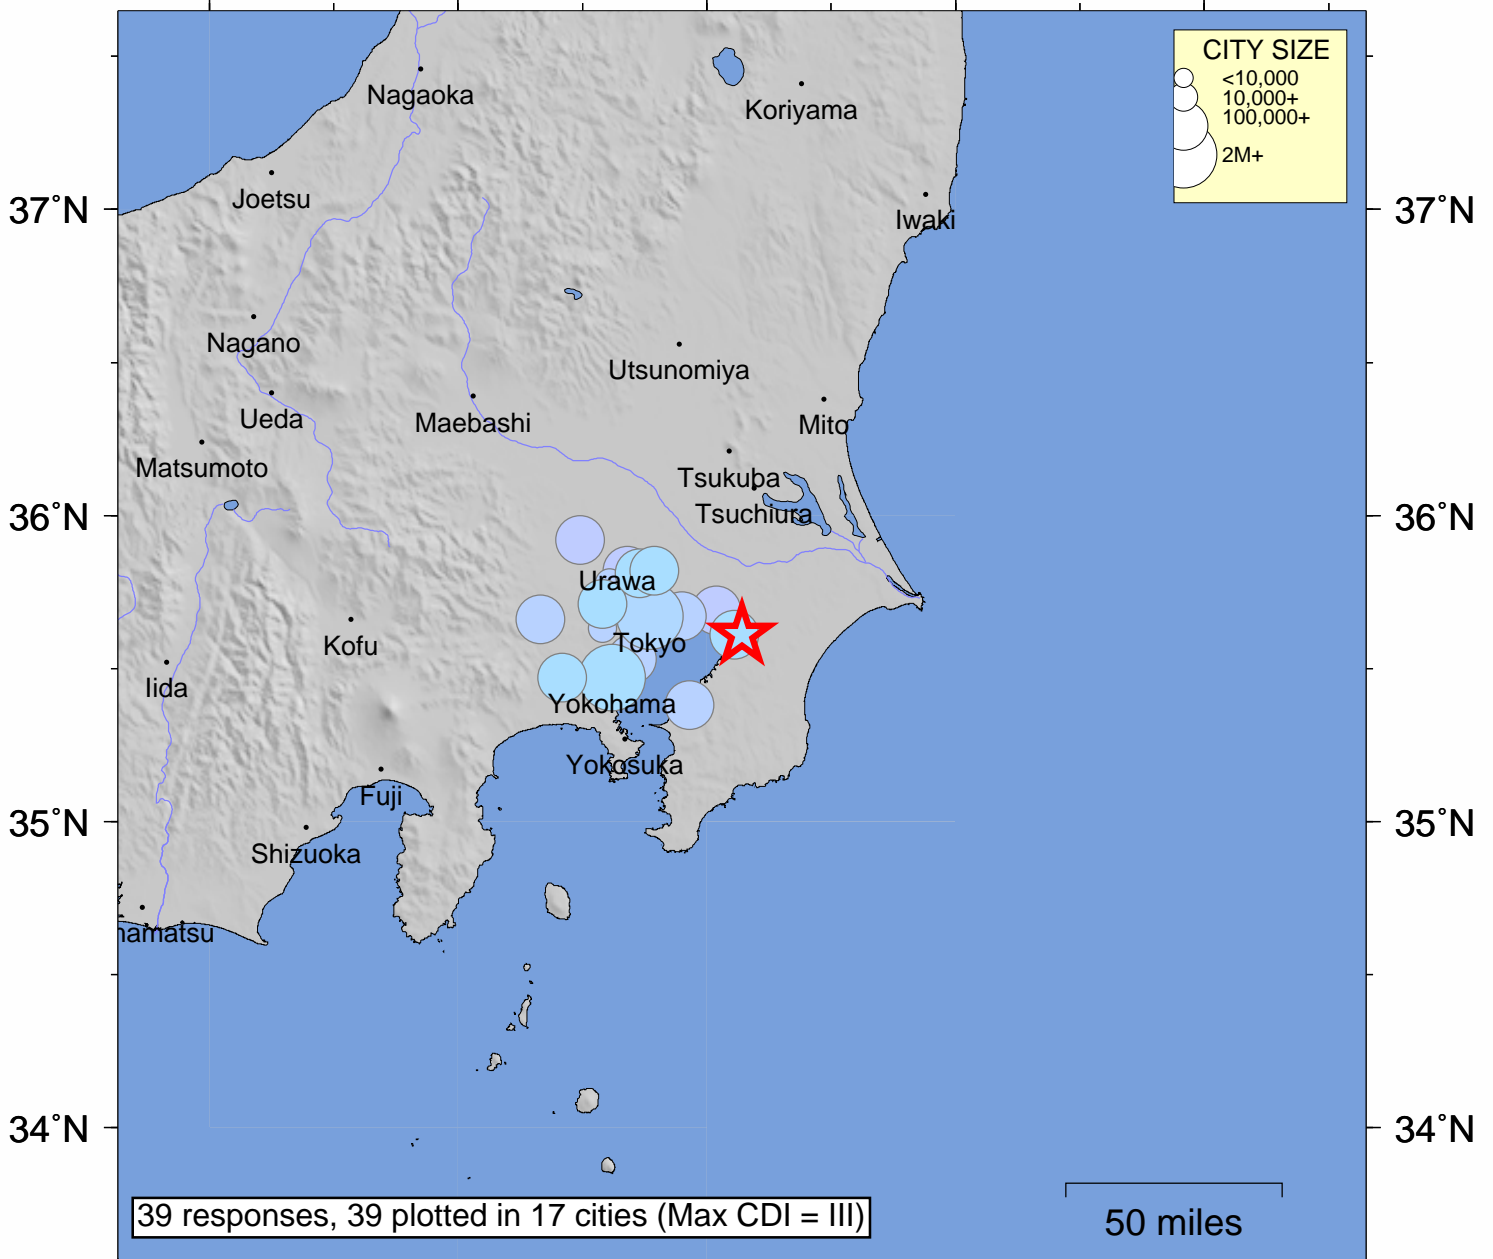 CITY SIZE
<10,000
10,000+
100,000+
2M+
Nagaoka
Koriyama
Joetsu
37°N
37°N
Iwaki
Nagano
Utsunomiya
Ueda
Maebashi
Mito
Matsumoto
Tsukuba
Tsuchiura
36°N
36°N
Urawa
Kofu
Tokyo
Iida
Yokohama
Yokosuka
Fuji
35°N
35°N
Shizuoka
namatsu
34°N
34°N
39 responses, 39 plotted in 17 cities (Max CDI = III)
50 miles